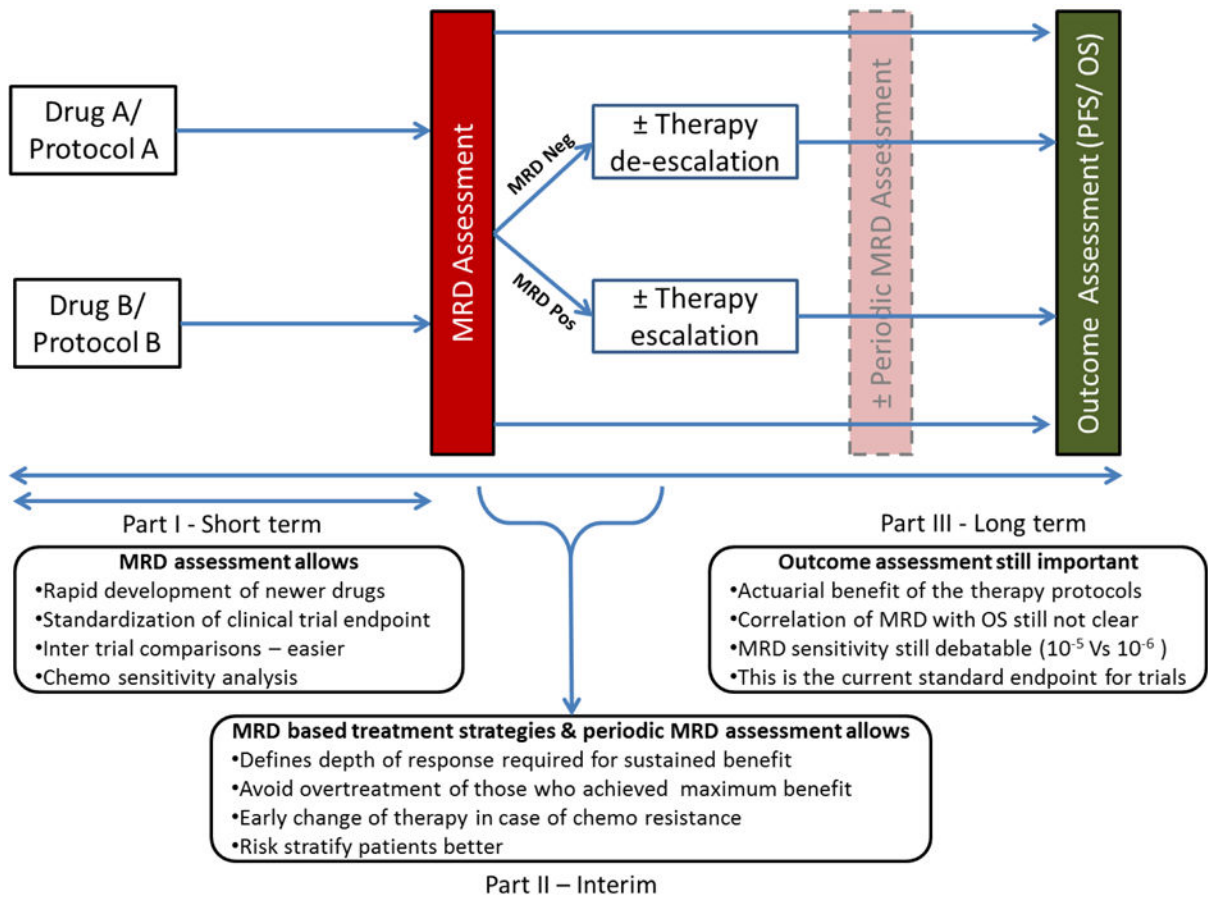 Drug A/
Protocol A
Drug B/
Protocol B
MRD Assessment
MRD Neg
MRD Pos
± Therapy
de-escalation
± Therapy
escalation
± Periodic MRD Assessment
Outcome Assessment (PFS/ OS)
Part I - Short term
MRD assessment allows
•Rapid development of newer drugs
•Standardization of clinical trial endpoint
•Inter trial comparisons – easier
•Chemo sensitivity analysis
Part III - Long term
Outcome assessment still important
•Actuarial benefit of the therapy protocols
•Correlation of MRD with OS still not clear
•MRD sensitivity still debatable (10⁻⁵ Vs 10⁻⁶ )
•This is the current standard endpoint for trials
MRD based treatment strategies & periodic MRD assessment allows
•Defines depth of response required for sustained benefit
•Avoid overtreatment of those who achieved maximum benefit
•Early change of therapy in case of chemo resistance
•Risk stratify patients better
Part II – Interim